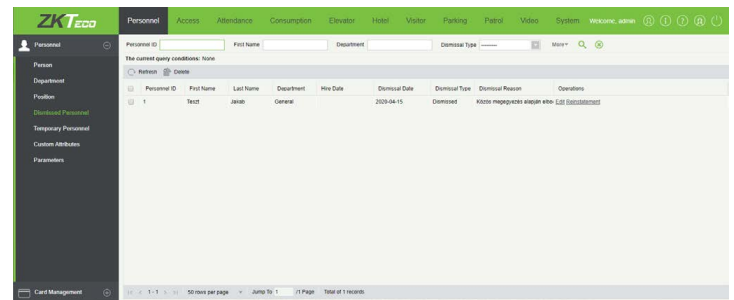 ZKTECO
Personnel Access Attendance Consumption Elevator Hotel Visitor Parking Patrol Video System Welcome, admin
Personnel
Person
Department
Position
Dismissed Personnel
Temporary Personnel
Custom Attributes
Parameters
Card Management
Personnel ID First Name Department Dismissal Type --------- More
The current query conditions: None
Refresh Delete
Personnel ID First Name Last Name Department Hire Date Dismissal Date Dismissal Type Dismissal Reason Operations
1 Teszt Jakab General 2020-04-15 Dismissed Közös megegyezés alapján elbo Edit Reinstatement
1 - 1 50 rows per page Jump To 1 /1 Page Total of 1 records